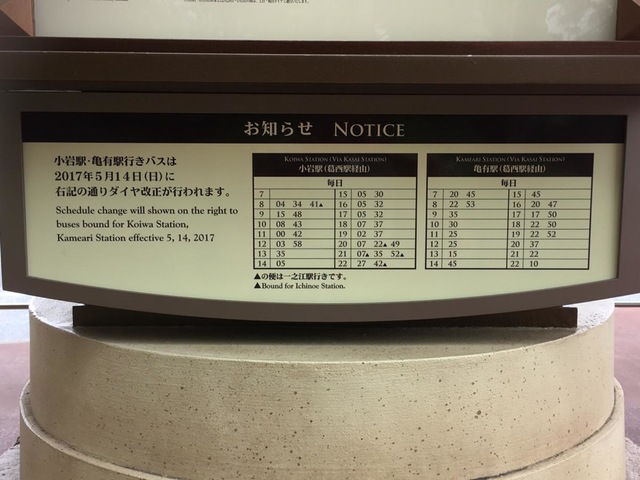 お知らせ NOTICE
小岩駅・亀有駅行きバスは
2017年5月14日(日)に
右記の通りダイヤ改正が行われます。
Schedule change will shown on the right to
buses bound for Koiwa Station,
Kameari Station effective 5, 14, 2017
KOIWA STATION (VIA KASAI STATION)
小岩駅(葛西駅経由)
毎日
7 15 05 30
8 04 34 41▲ 16 05 32
9 15 48 17 05 32
10 08 43 18 07 37
11 00 42 19 02 37
12 03 58 20 07 22▲ 49
13 35 21 07▲ 35 52▲
14 05 22 27 42▲
▲の便は一之江駅行きです。
▲Bound for Ichinoe Station.
KAMEARI STATION (VIA KASAI STATION)
亀有駅(葛西駅経由)
毎日
7 20 45 15 45
8 22 53 16 20 47
9 35 17 17 50
10 30 18 22 50
11 25 19 22 52
12 25 20 37
13 15 21 22
14 45 22 10